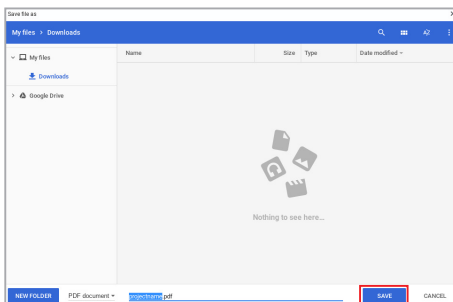 Save file as
My files > Downloads
Name Size Type Date modified
My files
Downloads
Google Drive
Nothing to see here...
NEW FOLDER PDF document projectname.pdf SAVE CANCEL